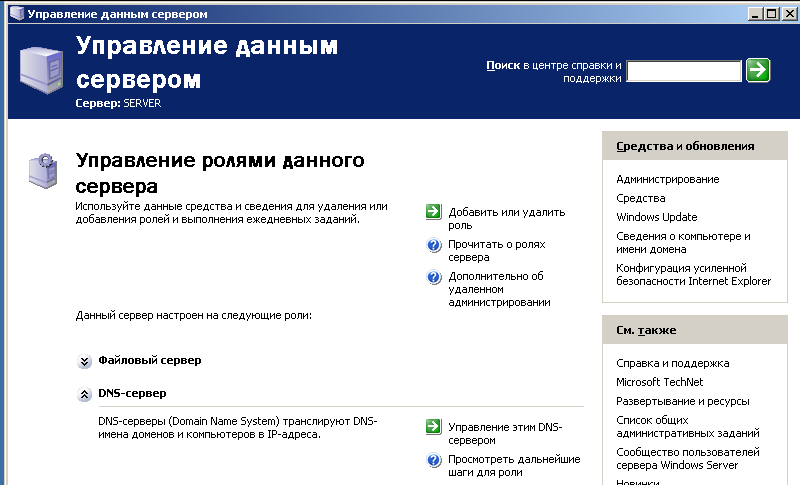 Управление данным сервером
Управление данным
сервером
Сервер: SERVER
Поиск в центре справки и
поддержки
Управление ролями данного
сервера
Используйте данные средства и сведения для удаления или
добавления ролей и выполнения ежедневных заданий.
Добавить или удалить
роль
Прочитать о ролях
сервера
Дополнительно об
удаленном
администрировании
Данный сервер настроен на следующие роли:
Файловый сервер
DNS-сервер
DNS-серверы (Domain Name System) транслируют DNS-
имена доменов и компьютеров в IP-адреса.
Управление этим DNS-
сервером
Просмотреть дальнейшие
шаги для роли
Средства и обновления
Администрирование
Средства
Windows Update
Сведения о компьютере и
имени домена
Конфигурация усиленной
безопасности Internet Explorer
См. также
Справка и поддержка
Microsoft TechNet
Развертывание и ресурсы
Список общих
административных заданий
Сообщество пользователей
сервера Windows Server
Новинки